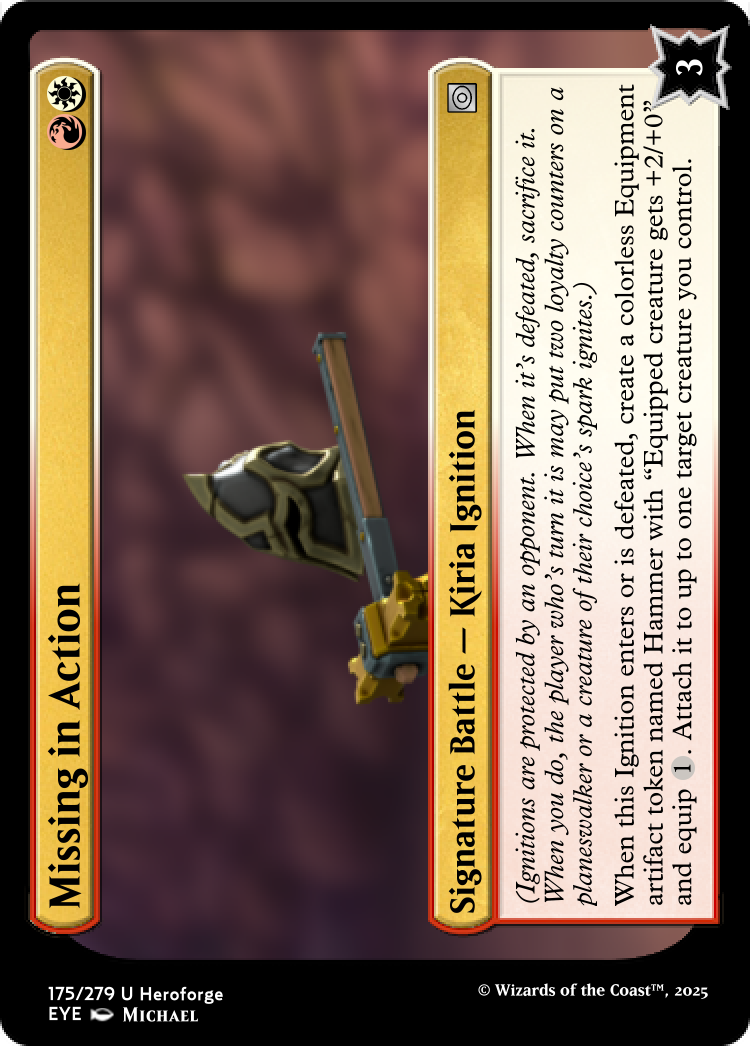 Missing in Action
Signature Battle — Kiria Ignition
(Ignitions are protected by an opponent. When it’s defeated, sacrifice it.
When you do, the player who’s turn it is may put two loyalty counters on a
planeswalker or a creature of their choice’s spark ignites.)
When this Ignition enters or is defeated, create a colorless Equipment
artifact token named Hammer with “Equipped creature gets +2/+0”
and equip 1. Attach it to up to one target creature you control.
3
175/279 U Heroforge
EYE Michael
© Wizards of the Coast™, 2025